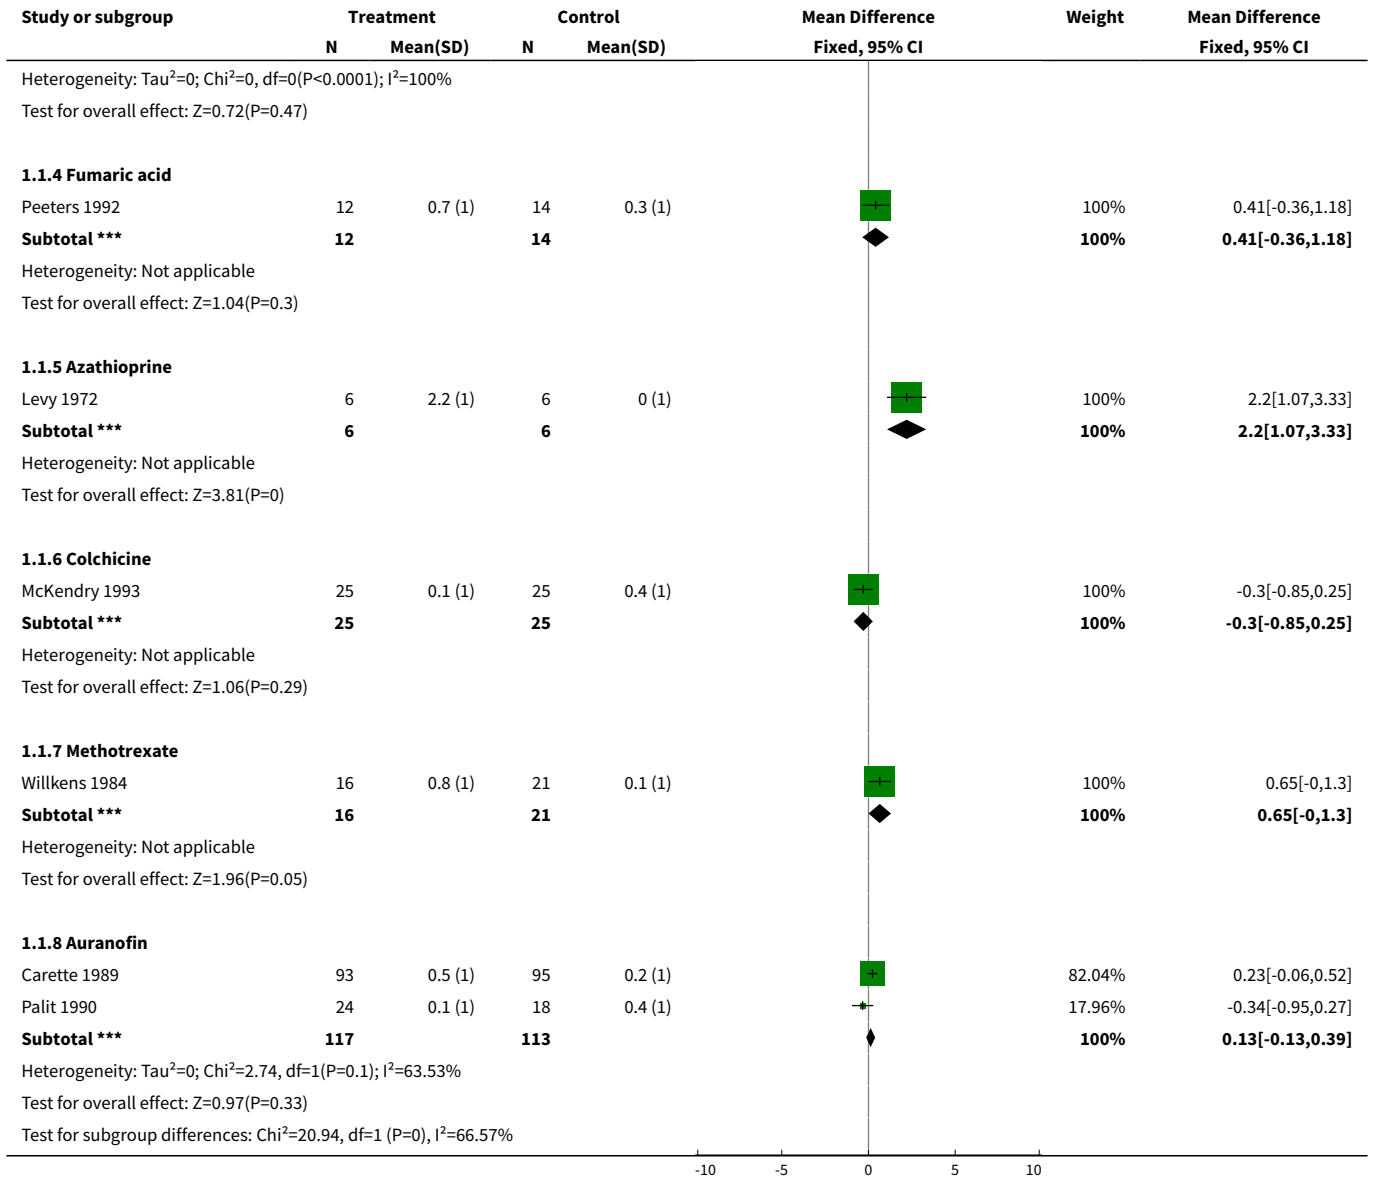 Study or subgroup Treatment Control Mean Difference Weight Mean Difference
N Mean(SD) N Mean(SD) Fixed, 95% CI Fixed, 95% CI
Heterogeneity: Tau²=0; Chi²=0, df=0(P<0.0001); I²=100%
Test for overall effect: Z=0.72(P=0.47)
1.1.4 Fumaric acid
Peeters 1992 12 0.7 (1) 14 0.3 (1) 100% 0.41[-0.36,1.18]
Subtotal *** 12 14 100% 0.41[-0.36,1.18]
Heterogeneity: Not applicable
Test for overall effect: Z=1.04(P=0.3)
1.1.5 Azathioprine
Levy 1972 6 2.2 (1) 6 0 (1) 100% 2.2[1.07,3.33]
Subtotal *** 6 6 100% 2.2[1.07,3.33]
Heterogeneity: Not applicable
Test for overall effect: Z=3.81(P=0)
1.1.6 Colchicine
McKendry 1993 25 0.1 (1) 25 0.4 (1) 100% -0.3[-0.85,0.25]
Subtotal *** 25 25 100% -0.3[-0.85,0.25]
Heterogeneity: Not applicable
Test for overall effect: Z=1.06(P=0.29)
1.1.7 Methotrexate
Willkens 1984 16 0.8 (1) 21 0.1 (1) 100% 0.65[-0,1.3]
Subtotal *** 16 21 100% 0.65[-0,1.3]
Heterogeneity: Not applicable
Test for overall effect: Z=1.96(P=0.05)
1.1.8 Auranofin
Carette 1989 93 0.5 (1) 95 0.2 (1) 82.04% 0.23[-0.06,0.52]
Palit 1990 24 0.1 (1) 18 0.4 (1) 17.96% -0.34[-0.95,0.27]
Subtotal *** 117 113 100% 0.13[-0.13,0.39]
Heterogeneity: Tau²=0; Chi²=2.74, df=1(P=0.1); I²=63.53%
Test for overall effect: Z=0.97(P=0.33)
Test for subgroup differences: Chi²=20.94, df=1 (P=0), I²=66.57%
-10 -5 0 5 10